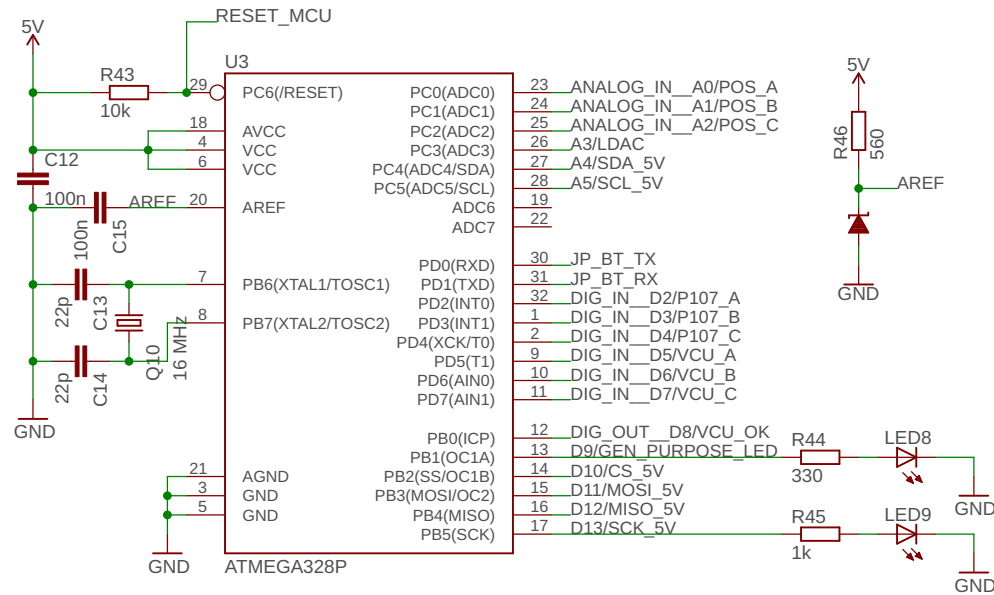 RESET_MCU
5V
U3
R43
10k
29
PC6(/RESET)
18
AVCC
4
VCC
6
VCC
C12
100n
AREF
20
AREF
100n
C15
7
PB6(XTAL1/TOSC1)
22p
C13
8
PB7(XTAL2/TOSC2)
Q10
16 MHz
22p
C14
GND
21
AGND
3
GND
5
GND
GND
ATMEGA328P
PC0(ADC0)
23
ANALOG_IN__A0/POS_A
PC1(ADC1)
24
ANALOG_IN__A1/POS_B
PC2(ADC2)
25
ANALOG_IN__A2/POS_C
PC3(ADC3)
26
A3/LDAC
PC4(ADC4/SDA)
27
A4/SDA_5V
PC5(ADC5/SCL)
28
A5/SCL_5V
ADC6
19
ADC7
22
PD0(RXD)
30
JP_BT_TX
PD1(TXD)
31
JP_BT_RX
PD2(INT0)
32
DIG_IN__D2/P107_A
PD3(INT1)
1
DIG_IN__D3/P107_B
PD4(XCK/T0)
2
DIG_IN__D4/P107_C
PD5(T1)
9
DIG_IN__D5/VCU_A
PD6(AIN0)
10
DIG_IN__D6/VCU_B
PD7(AIN1)
11
DIG_IN__D7/VCU_C
PB0(ICP)
12
DIG_OUT__D8/VCU_OK
PB1(OC1A)
13
D9/GEN_PURPOSE_LED
PB2(SS/OC1B)
14
D10/CS_5V
PB3(MOSI/OC2)
15
D11/MOSI_5V
PB4(MISO)
16
D12/MISO_5V
PB5(SCK)
17
D13/SCK_5V
R44
330
LED8
GND
R45
1k
LED9
GND
5V
R46
560
AREF
GND